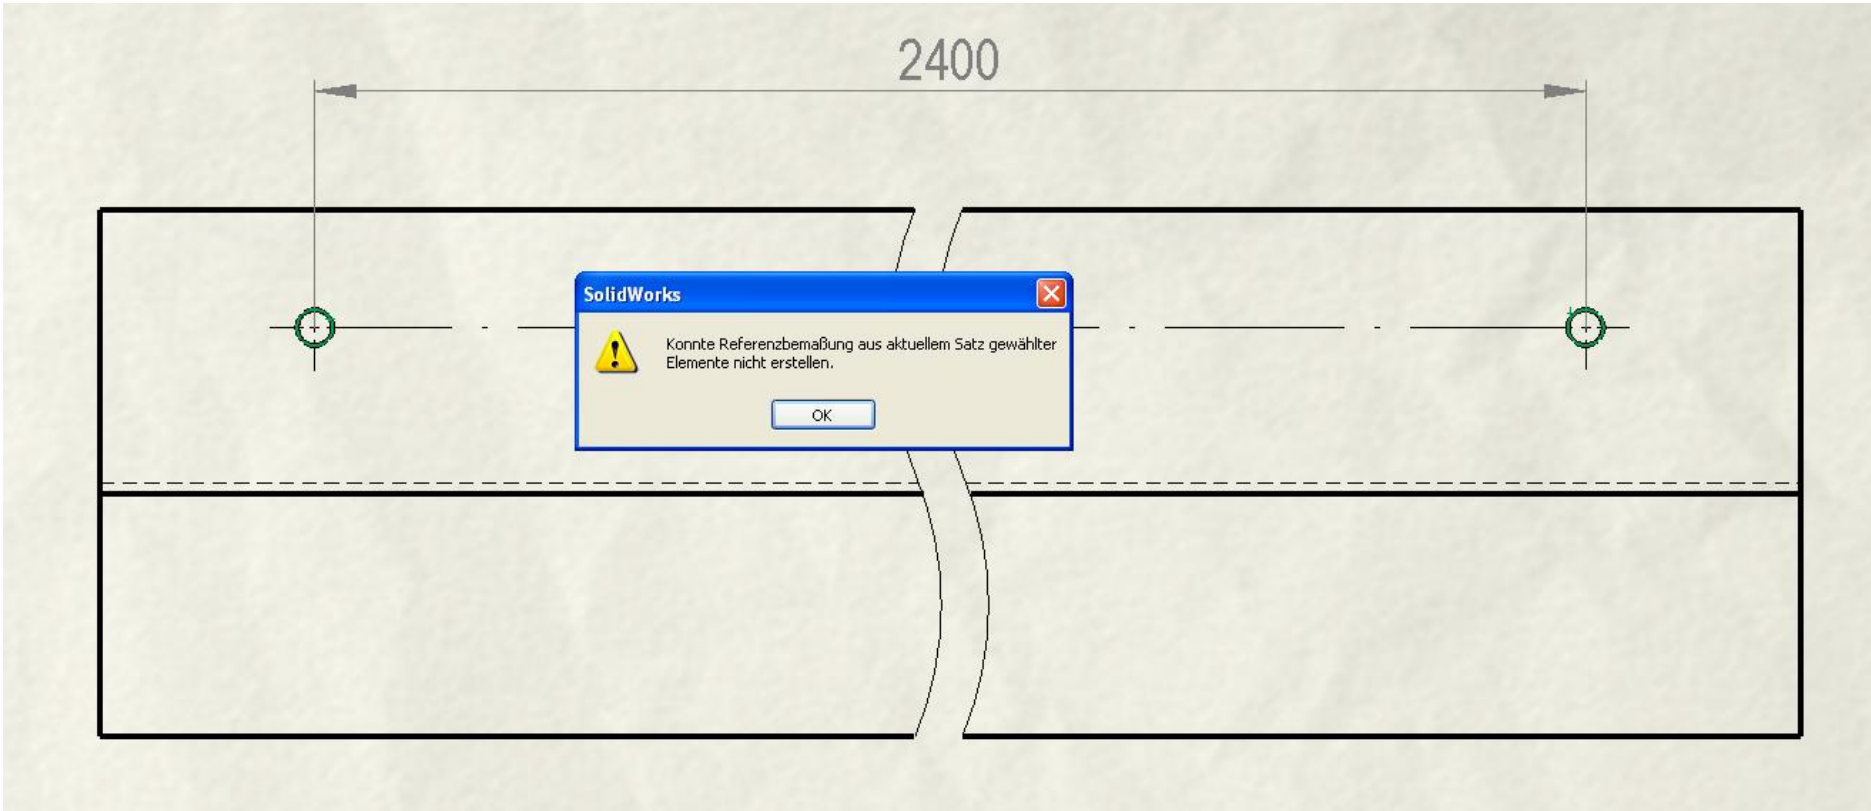 2400
SolidWorks
Konnte Referenzbemaßung aus aktuellem Satz gewählter
Elemente nicht erstellen.
OK